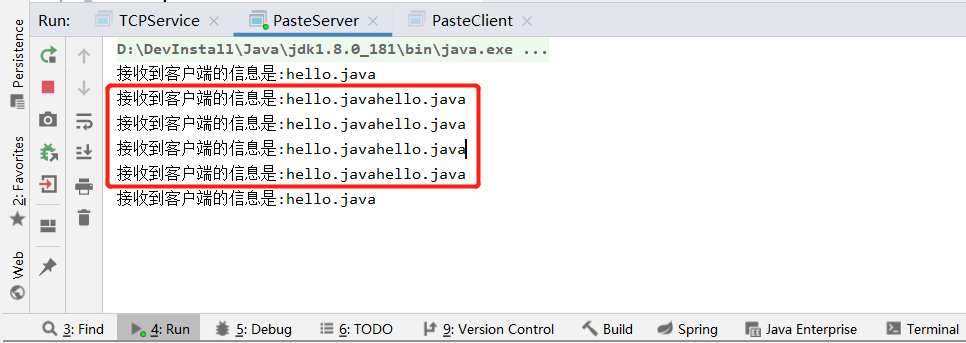 Run: TCPService × PasteServer × PasteClient ×
D:\DevInstall\Java\jdk1.8.0_181\bin\java.exe ...
接收到客户端的信息是:hello.java
接收到客户端的信息是:hello.javahello.java
接收到客户端的信息是:hello.javahello.java
接收到客户端的信息是:hello.javahello.java
接收到客户端的信息是:hello.javahello.java
接收到客户端的信息是:hello.java
Persistence
2: Favorites
Web
3: Find 4: Run 5: Debug 6: TODO 9: Version Control Build Spring Java Enterprise Terminal